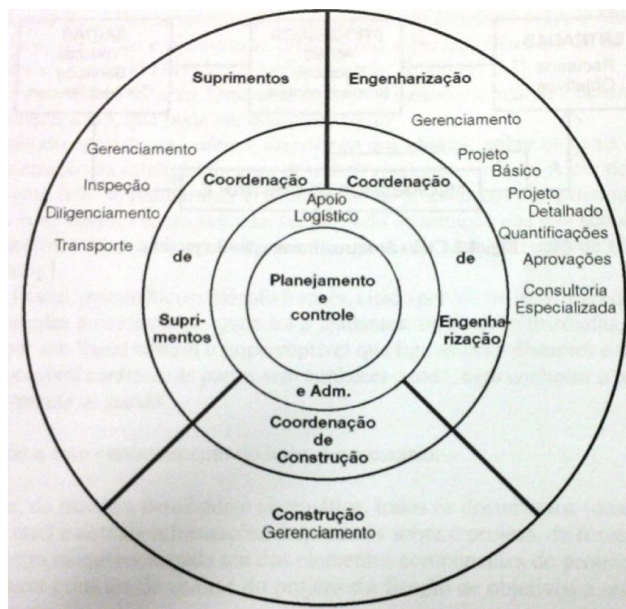 Suprimentos
Engenharização
Gerenciamento
Gerenciamento
Inspeção
Diligenciamento
Transporte
Projeto
Básico
Projeto
Detalhado
Quantificações
Aprovações
Consultoria
Especializada
Coordenação
Coordenação
Apoio
Logístico
de
de
Planejamento
controle
Supri-
mentos
Engenha-
rização
e Adm.
Coordenação
de
Construção
Construção
Gerenciamento